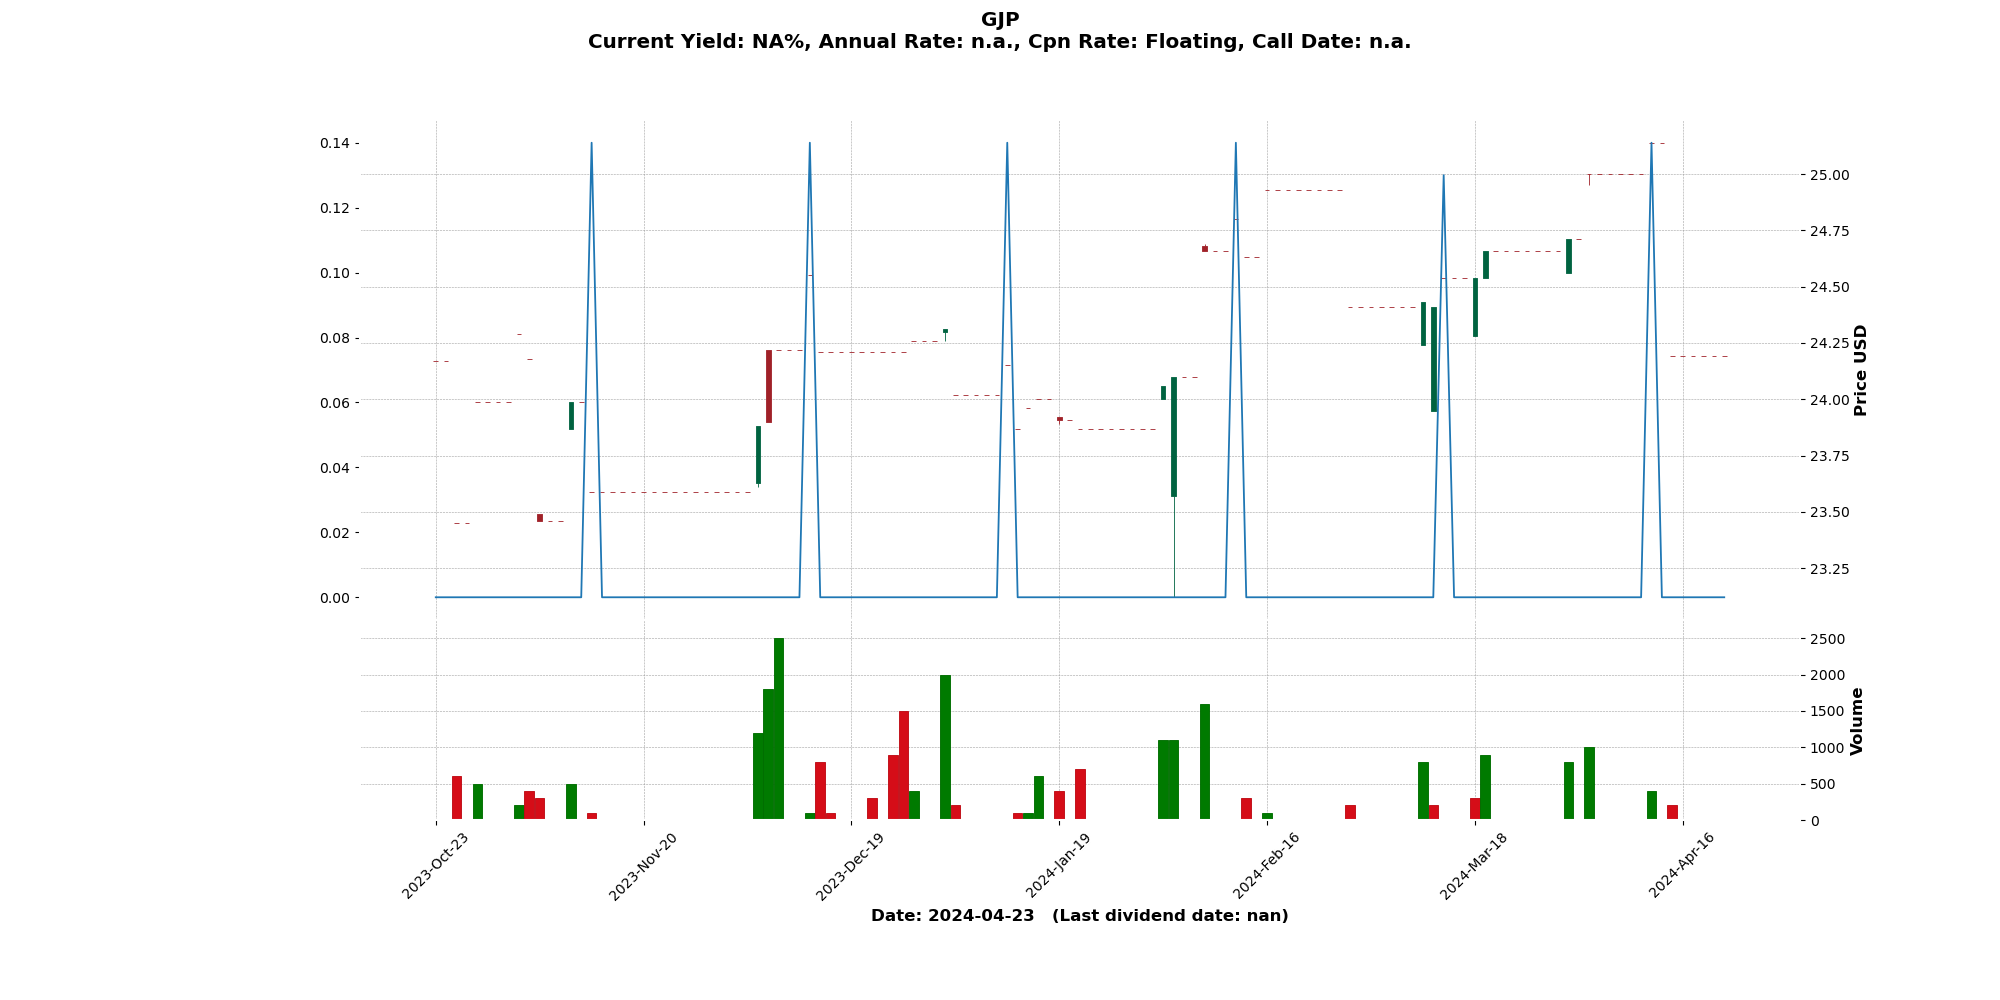 GJP
Current Yield: NA%, Annual Rate: n.a., Cpn Rate: Floating, Call Date: n.a.
0.14
0.12
0.10
0.08
0.06
0.04
0.02
0.00
25.00
24.75
24.50
24.25
24.00
23.75
23.50
23.25
Price USD
2500
2000
1500
1000
500
0
Volume
2023-Oct-23
2023-Nov-20
2023-Dec-19
2024-Jan-19
2024-Feb-16
2024-Mar-18
2024-Apr-16
Date: 2024-04-23   (Last dividend date: nan)